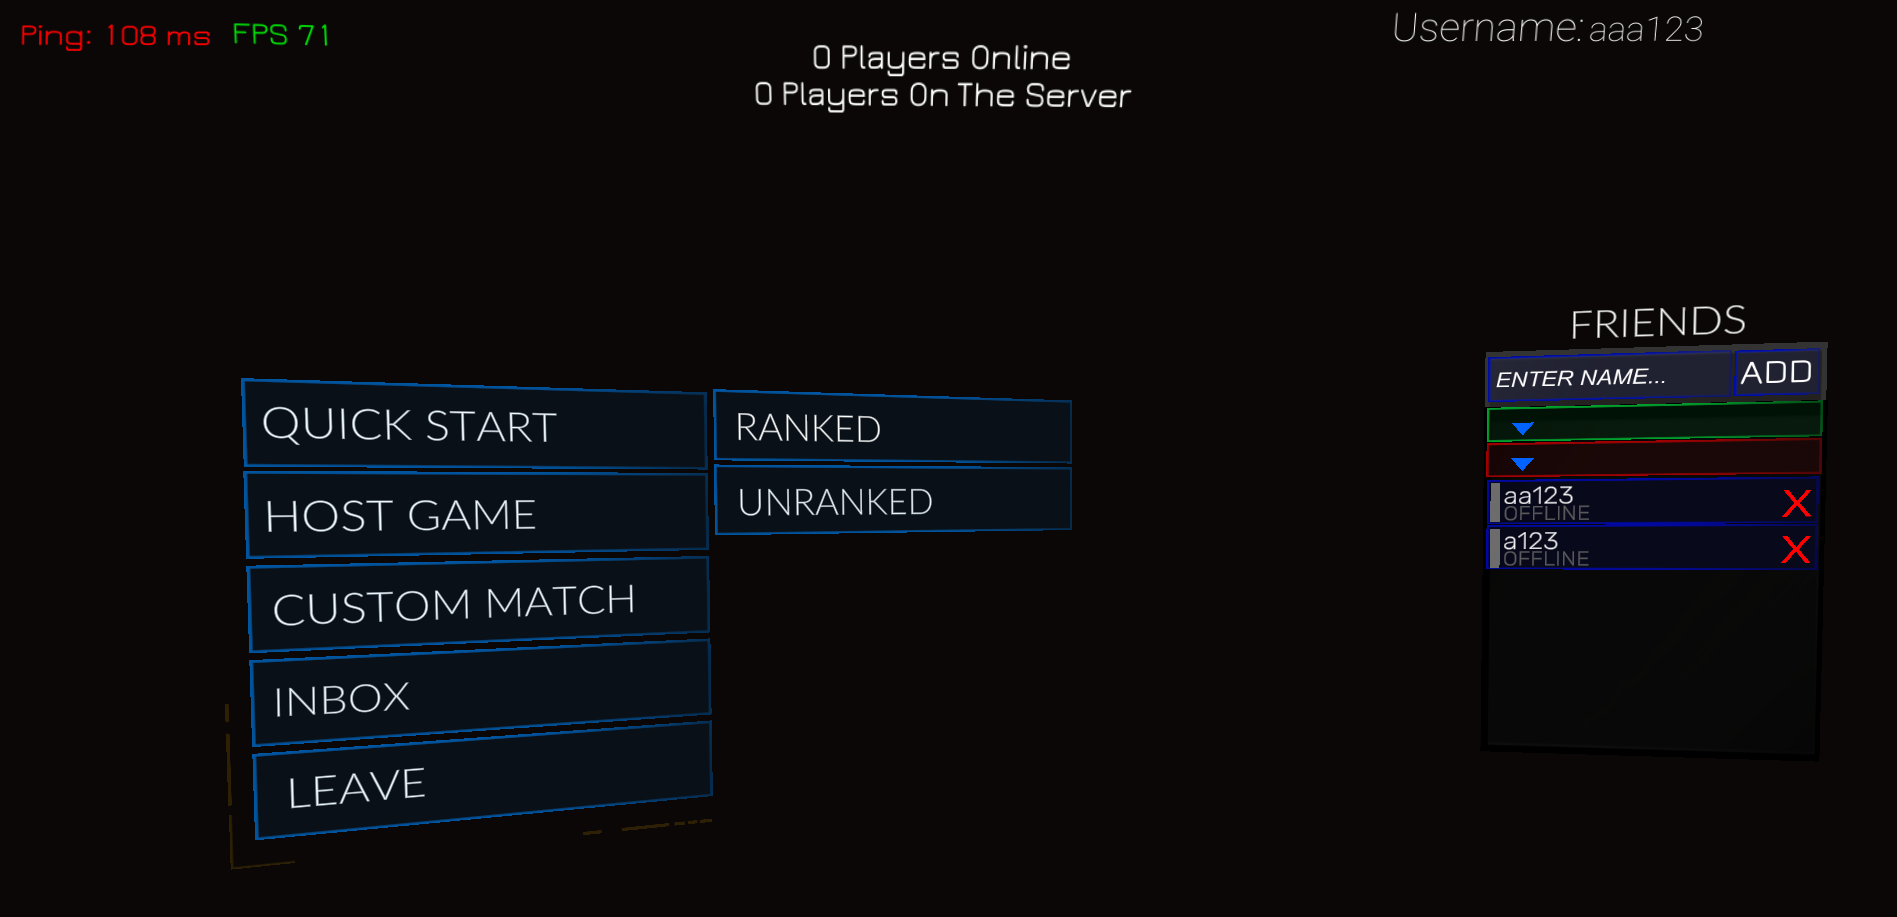 Ping: 108 ms FPS 71
0 Players Online
0 Players On The Server
Username: aaa123
QUICK START
HOST GAME
CUSTOM MATCH
INBOX
LEAVE
RANKED
UNRANKED
FRIENDS
ENTER NAME... ADD
aa123
OFFLINE
X
a123
OFFLINE
X